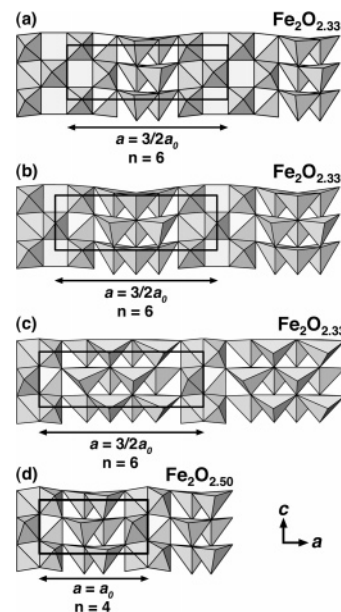 (a) Fe₂O₂.₃₃
a = 3/2a₀
n = 6
(b) Fe₂O₂.₃₃
a = 3/2a₀
n = 6
(c) Fe₂O₂.₃₃
a = 3/2a₀
n = 6
(d) Fe₂O₂.₅₀
c
a
a = a₀
n = 4